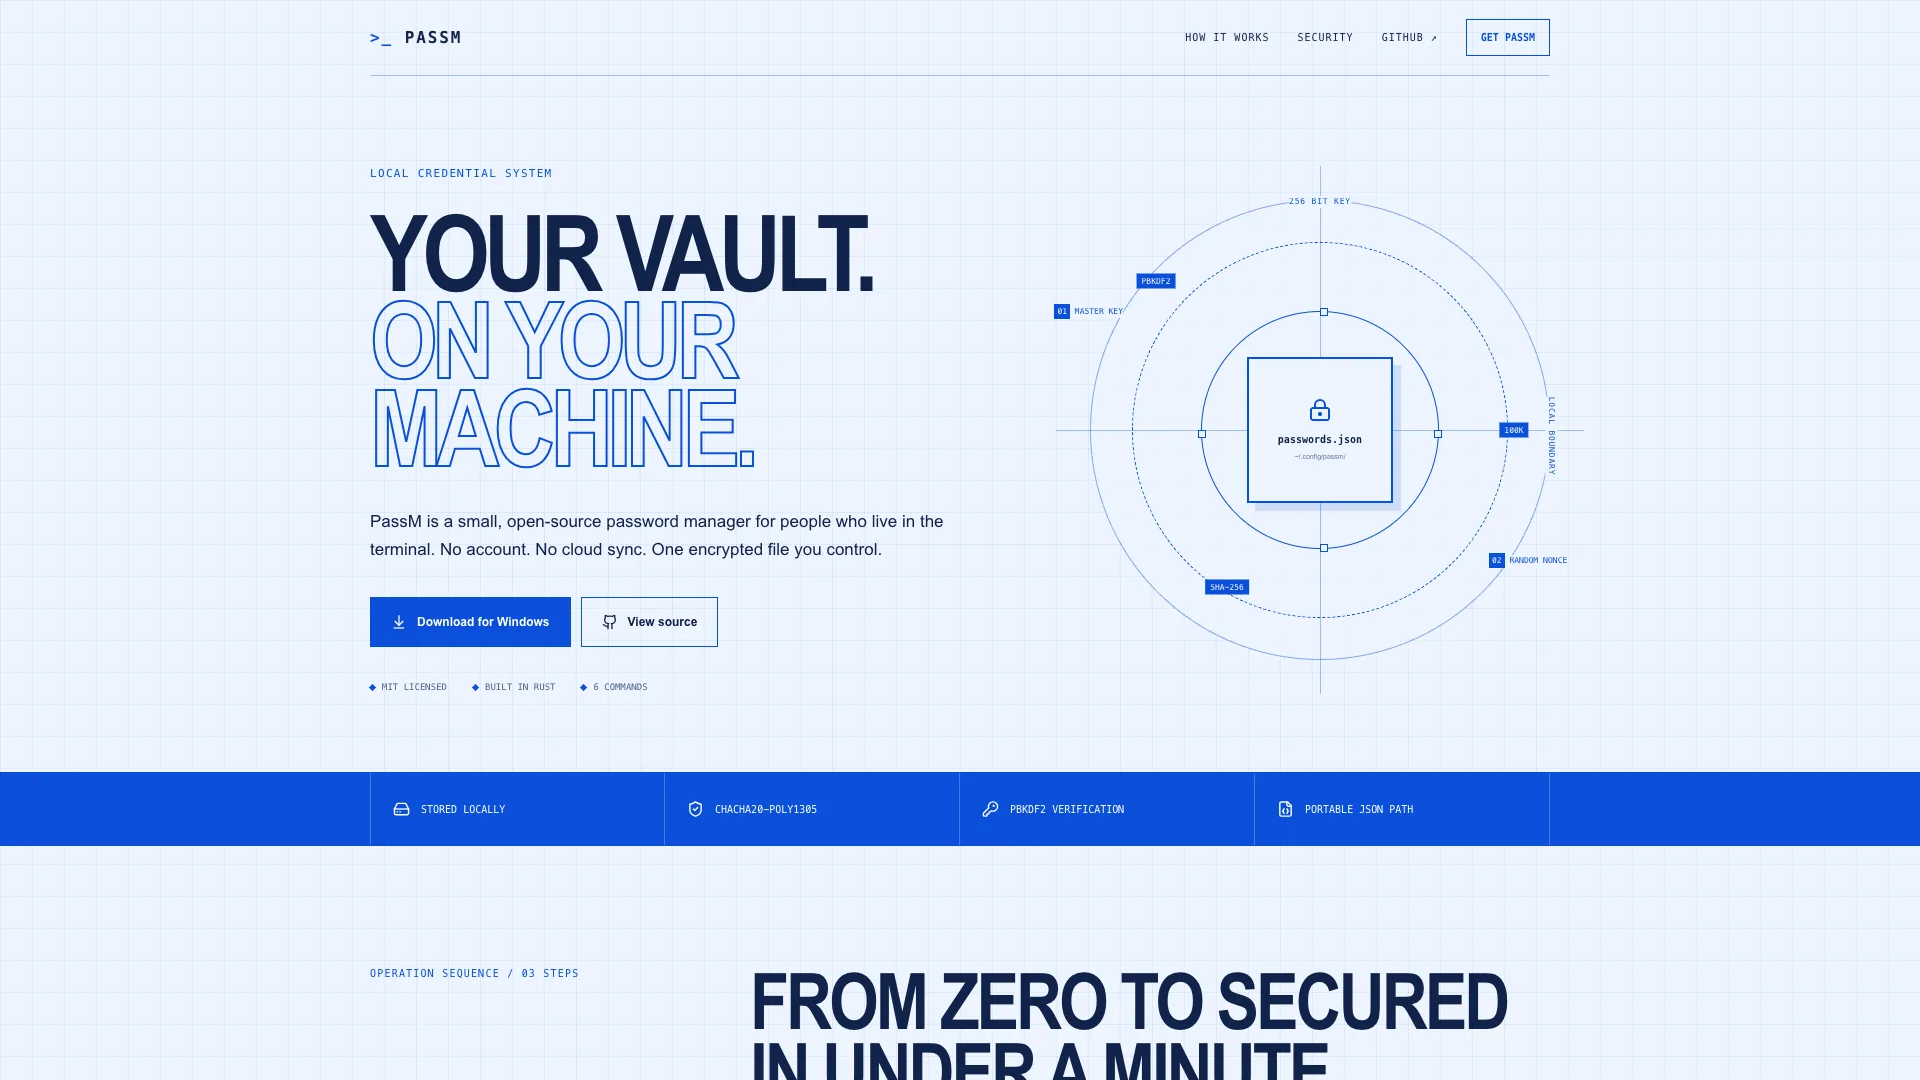 >_ PASSM
HOW IT WORKS
SECURITY
GITHUB ↗
GET PASSM
LOCAL CREDENTIAL SYSTEM
YOUR VAULT.
ON YOUR
MACHINE.
PassM is a small, open-source password manager for people who live in the
terminal. No account. No cloud sync. One encrypted file you control.
Download for Windows
View source
MIT LICENSED
BUILT IN RUST
6 COMMANDS
256 BIT KEY
PBKDF2
01 MASTER KEY
passwords.json
~/.config/passm/
100K
LOCAL BOUNDARY
02 RANDOM NONCE
SHA-256
STORED LOCALLY
CHACHA20-POLY1305
PBKDF2 VERIFICATION
PORTABLE JSON PATH
OPERATION SEQUENCE / 03 STEPS
FROM ZERO TO SECURED
IN UNDER A MINUTE